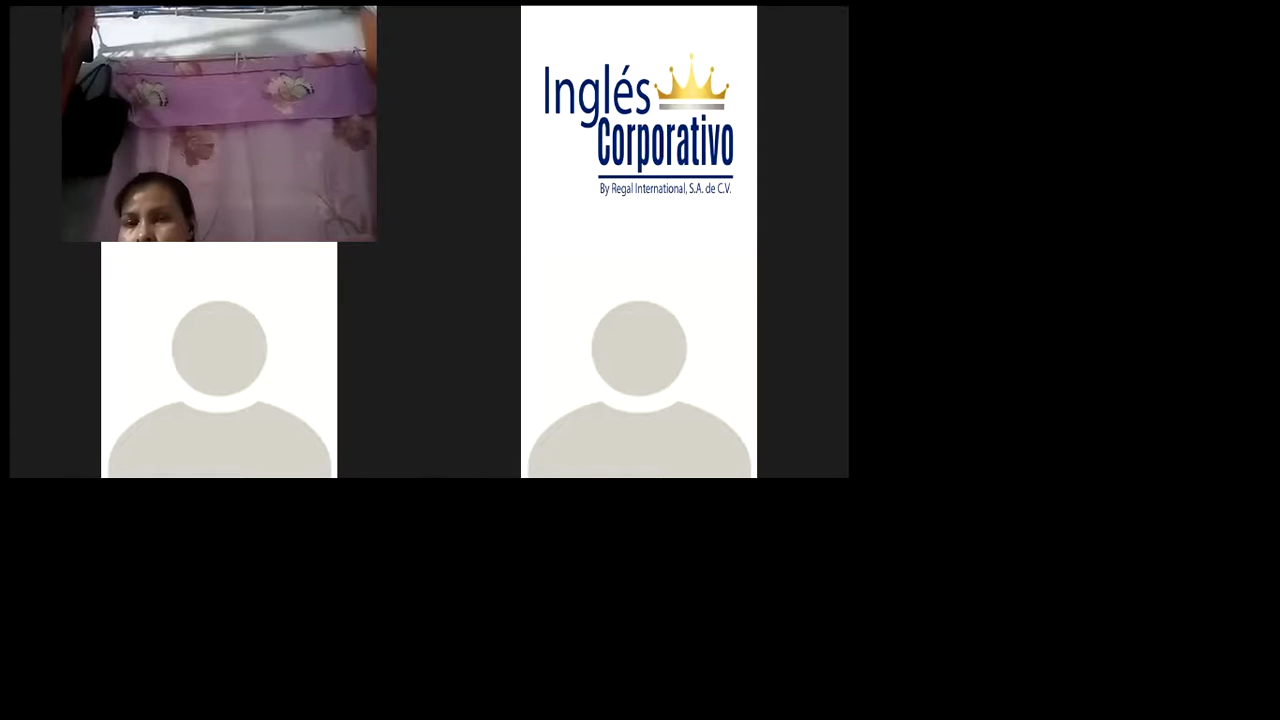 Inglés
Corporativo
By Regal International, S.A. de C.V.